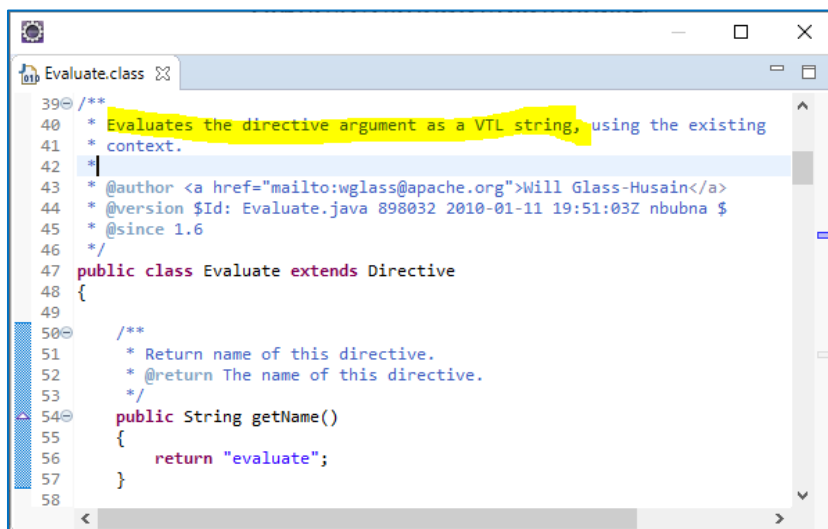 Evaluate.class
39 /**
40 * Evaluates the directive argument as a VTL string, using the existing
41 * context.
42 *
43 * @author <a href="mailto:wglass@apache.org">Will Glass-Husain</a>
44 * @version $Id: Evaluate.java 898032 2010-01-11 19:51:03Z nbubna $
45 * @since 1.6
46 */
47 public class Evaluate extends Directive
48 {
49
50 /**
51 * Return name of this directive.
52 * @return The name of this directive.
53 */
54 public String getName()
55 {
56 return "evaluate";
57 }
58